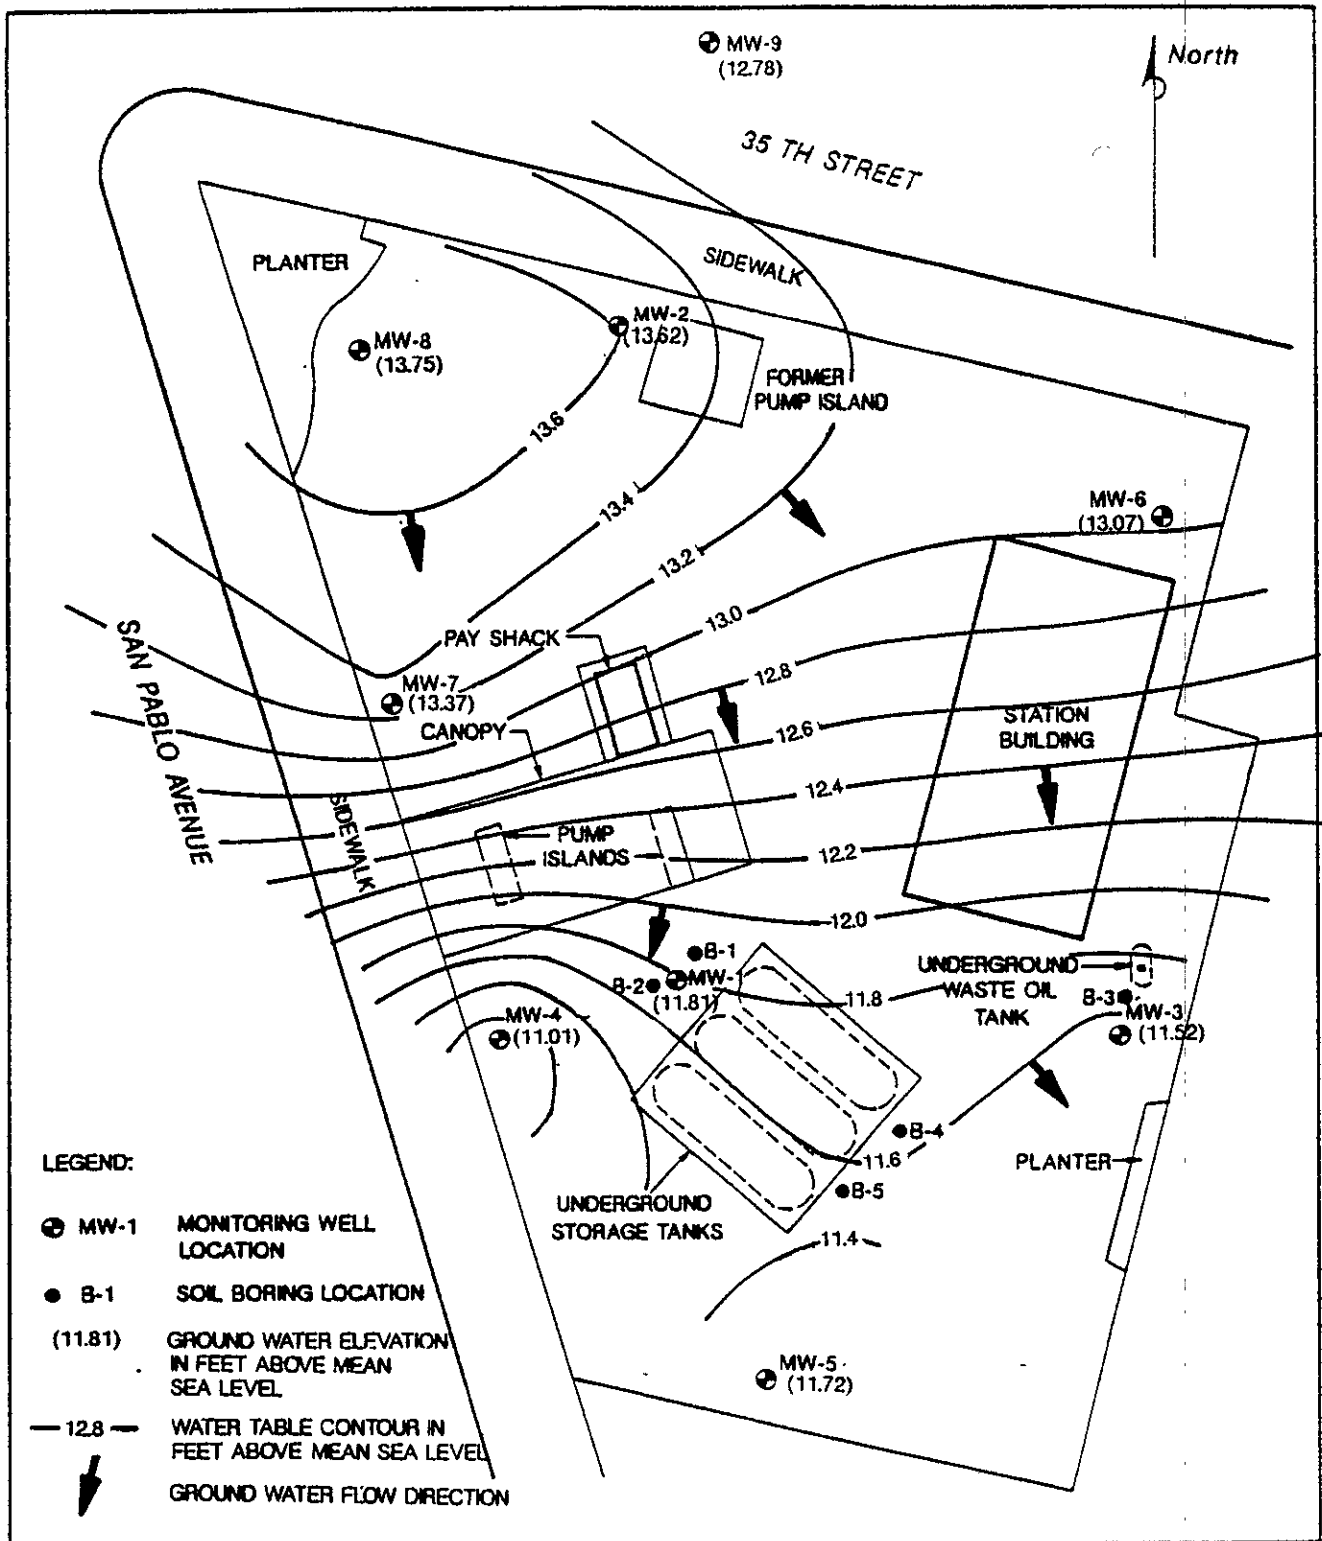 MW-9
(12.78)
North
35 TH STREET
SIDEWALK
PLANTER
MW-2
(13.62)
MW-8
(13.75)
FORMER
PUMP ISLAND
13.6
13.4
MW-6
(13.07)
13.2
13.0
PAY SHACK
12.8
SAN PABLO AVENUE
MW-7
(13.37)
CANOPY
12.6
STATION
BUILDING
12.4
SIDEWALK
PUMP
ISLANDS
12.2
12.0
B-1
B-2
MW-1
(11.81)
11.8
UNDERGROUND
WASTE OIL
TANK
B-3
MW-3
(11.52)
MW-4
(11.01)
B-4
11.6
PLANTER
B-5
UNDERGROUND
STORAGE TANKS
11.4
MW-5
(11.72)
LEGEND:
MW-1 MONITORING WELL
LOCATION
B-1 SOIL BORING LOCATION
(11.81) GROUND WATER ELEVATION
IN FEET ABOVE MEAN
SEA LEVEL
12.8 WATER TABLE CONTOUR IN
FEET ABOVE MEAN SEA LEVEL
GROUND WATER FLOW DIRECTION